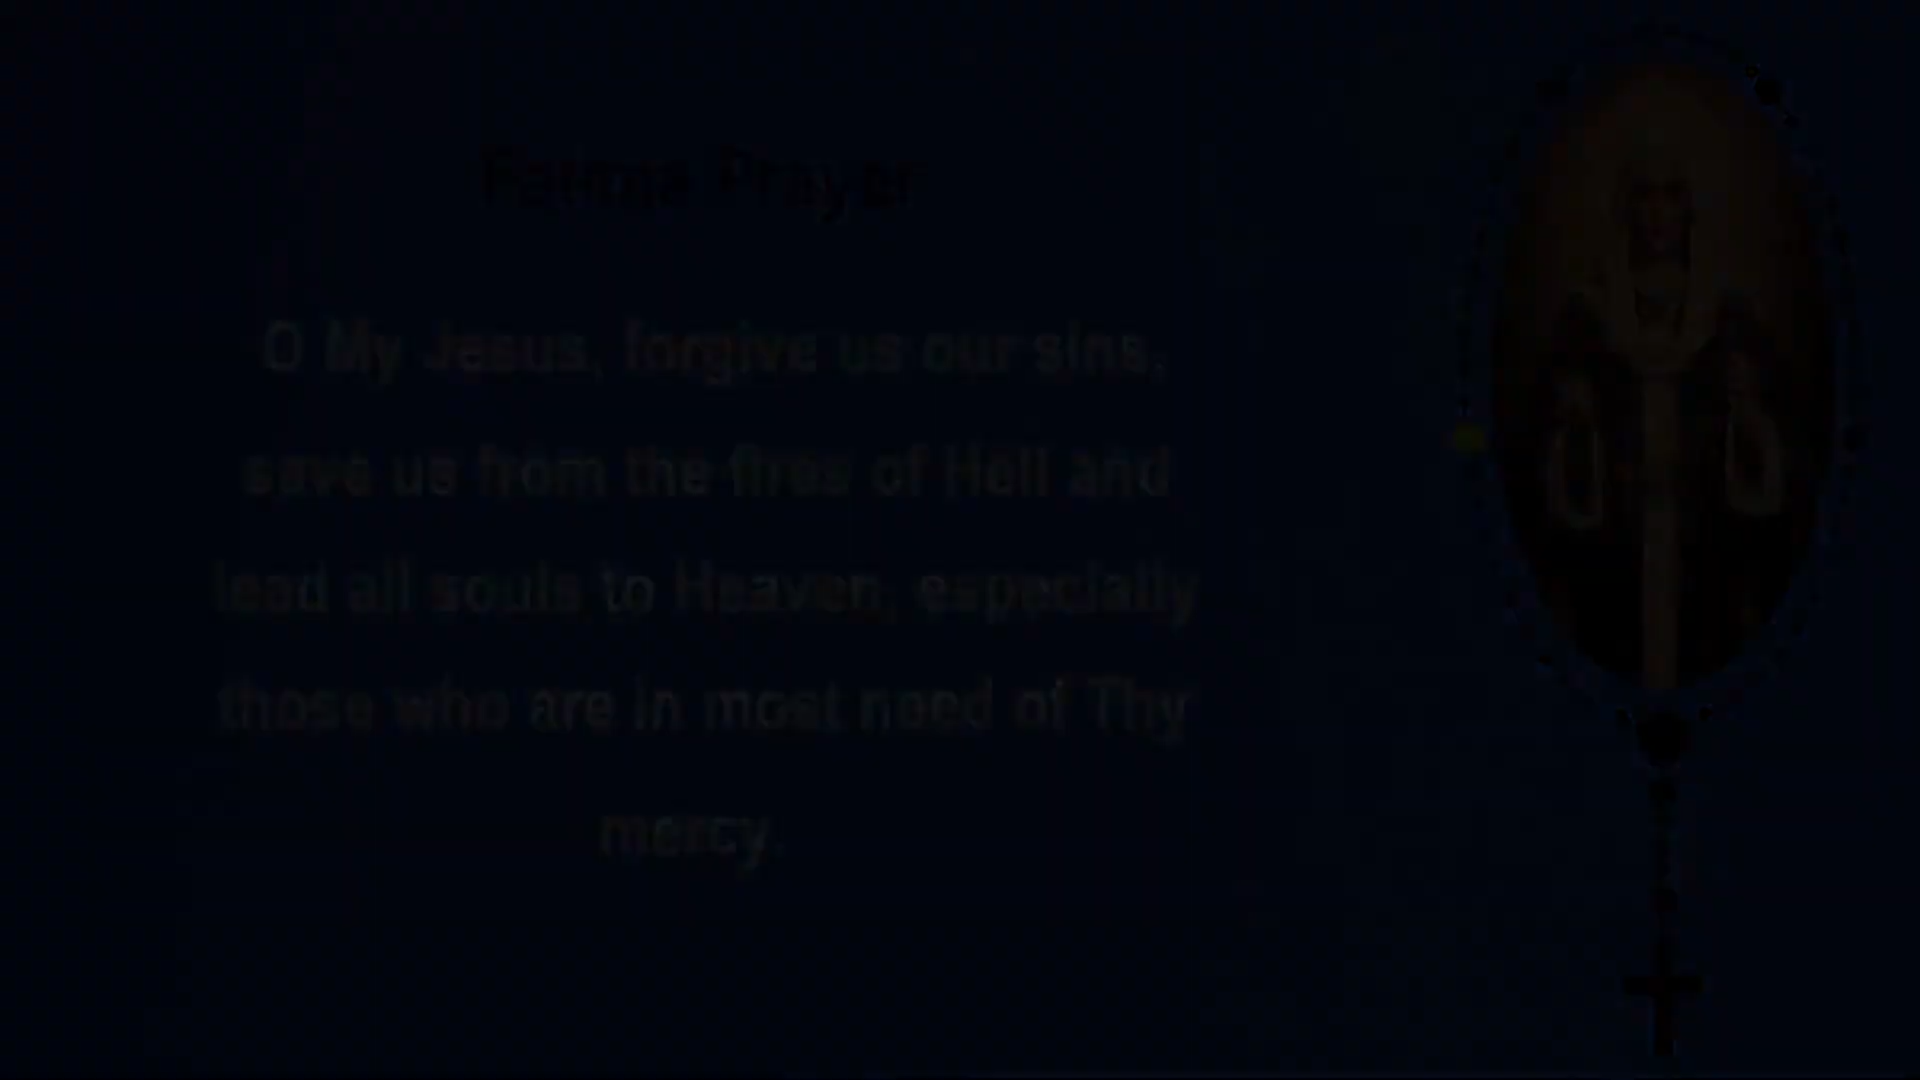 Fatima Prayer
O My Jesus, forgive us our sins,
save us from the fires of Hell and
lead all souls to Heaven, especially
those who are in most need of Thy
mercy.